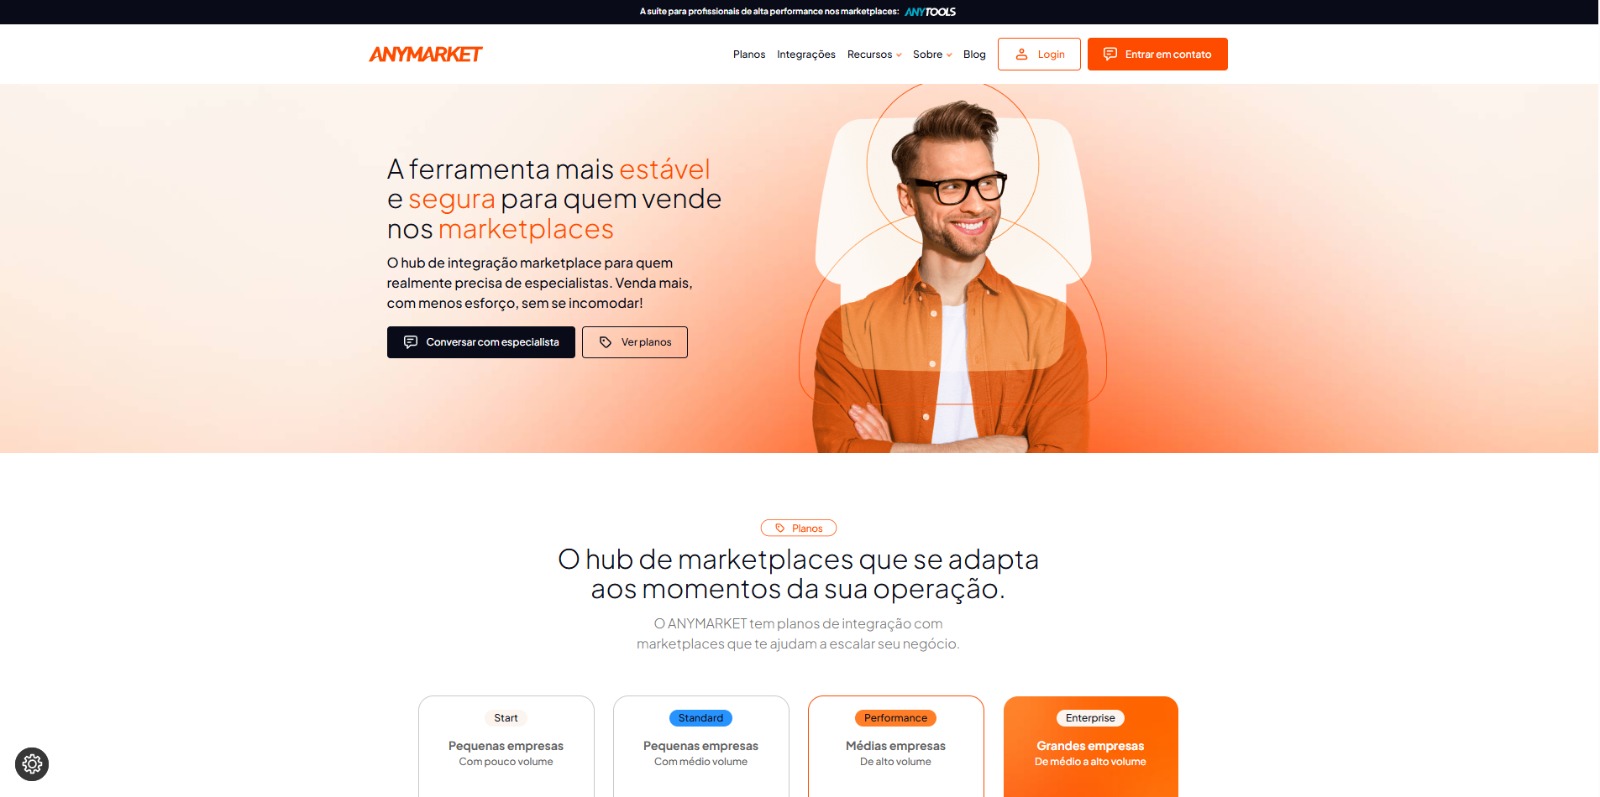 A suíte para profissionais de alta performance nos marketplaces: ANYTOOLS
ANYMARKET
Planos Integrações Recursos Sobre Blog Login Entrar em contato
A ferramenta mais estável
e segura para quem vende
nos marketplaces
O hub de integração marketplace para quem
realmente precisa de especialistas. Venda mais,
com menos esforço, sem se incomodar!
Conversar com especialista Ver planos
Planos
O hub de marketplaces que se adapta
aos momentos da sua operação.
O ANYMARKET tem planos de integração com
marketplaces que te ajudam a escalar seu negócio.
Start
Pequenas empresas
Com pouco volume
Standard
Pequenas empresas
Com médio volume
Performance
Médias empresas
De alto volume
Enterprise
Grandes empresas
De médio a alto volume